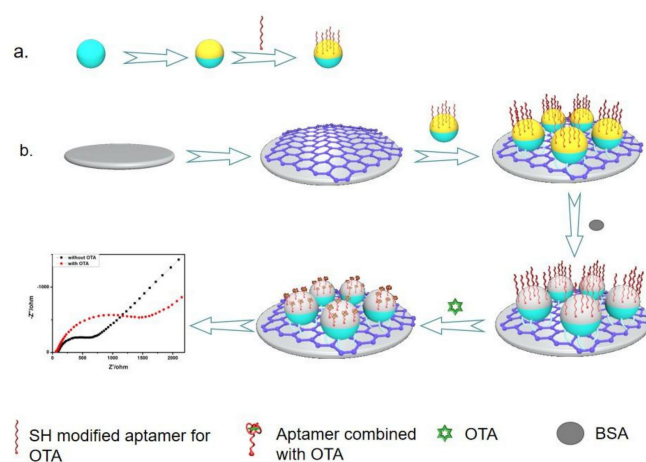 a.
b.
without OTA
with OTA
-Z''/ohm
-1000
0
0
500
1000
1500
2000
Z'/ohm
OTA
SH modified aptamer for
OTA
Aptamer combined
with OTA
OTA
BSA